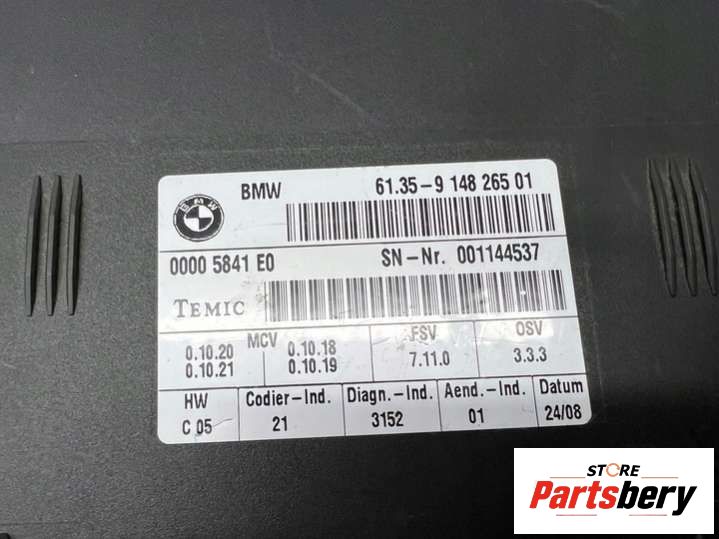 BMW
BMW 61.35-9 148 265 01
0000 5841 E0 SN-Nr. 001144537
TEMIC
MCV FSV OSV
0.10.20 0.10.18 7.11.0 3.3.3
0.10.21 0.10.19
HW Codier-Ind. Diagn.-Ind. Aend.-Ind. Datum
C 05 21 3152 01 24/08
STORE
Partsbery